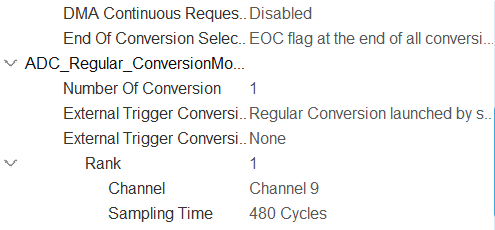 DMA Continuous Reques.. Disabled
End Of Conversion Selec.. EOC flag at the end of all conversi...
ADC_Regular_ConversionMo...
Number Of Conversion 1
External Trigger Conversi.. Regular Conversion launched by s...
External Trigger Conversi.. None
Rank 1
Channel Channel 9
Sampling Time 480 Cycles